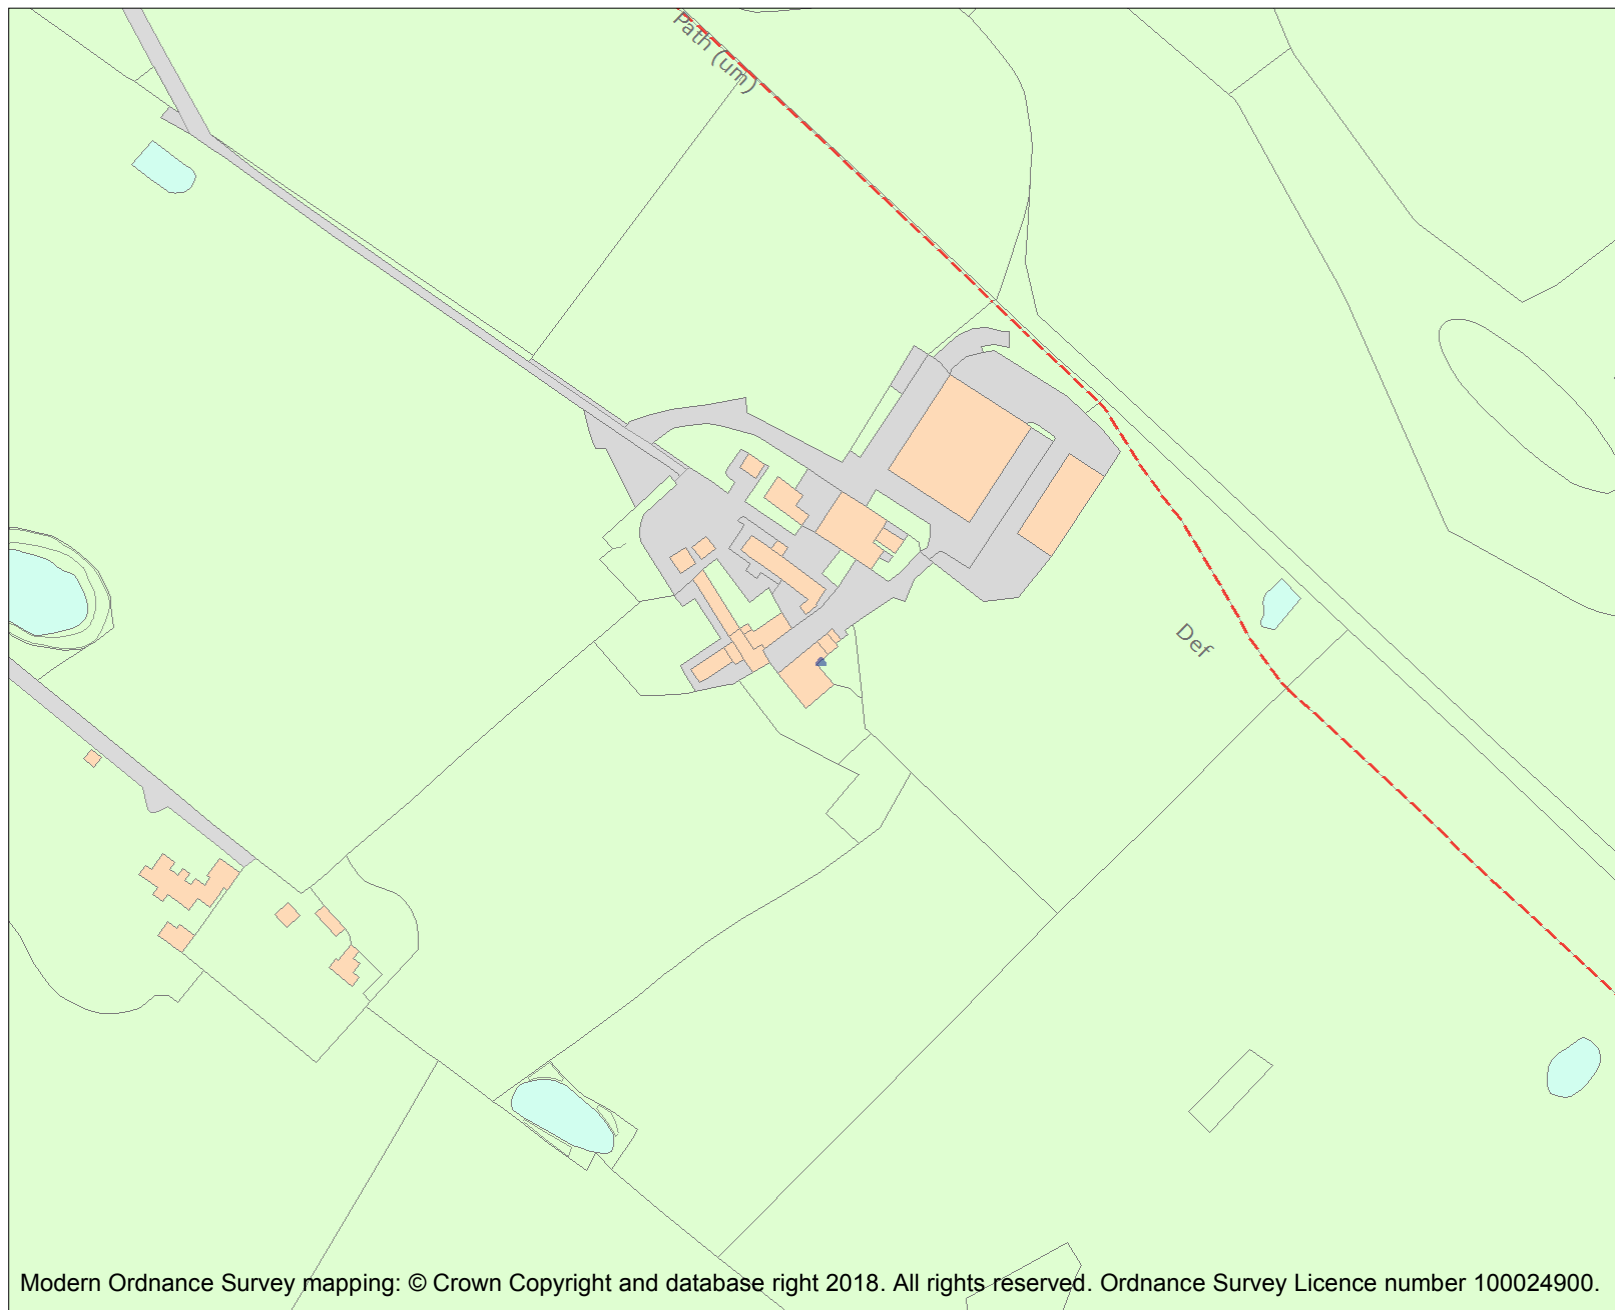 Path (um)
Def
Modern Ordnance Survey mapping: © Crown Copyright and database right 2018. All rights reserved. Ordnance Survey Licence number 100024900.